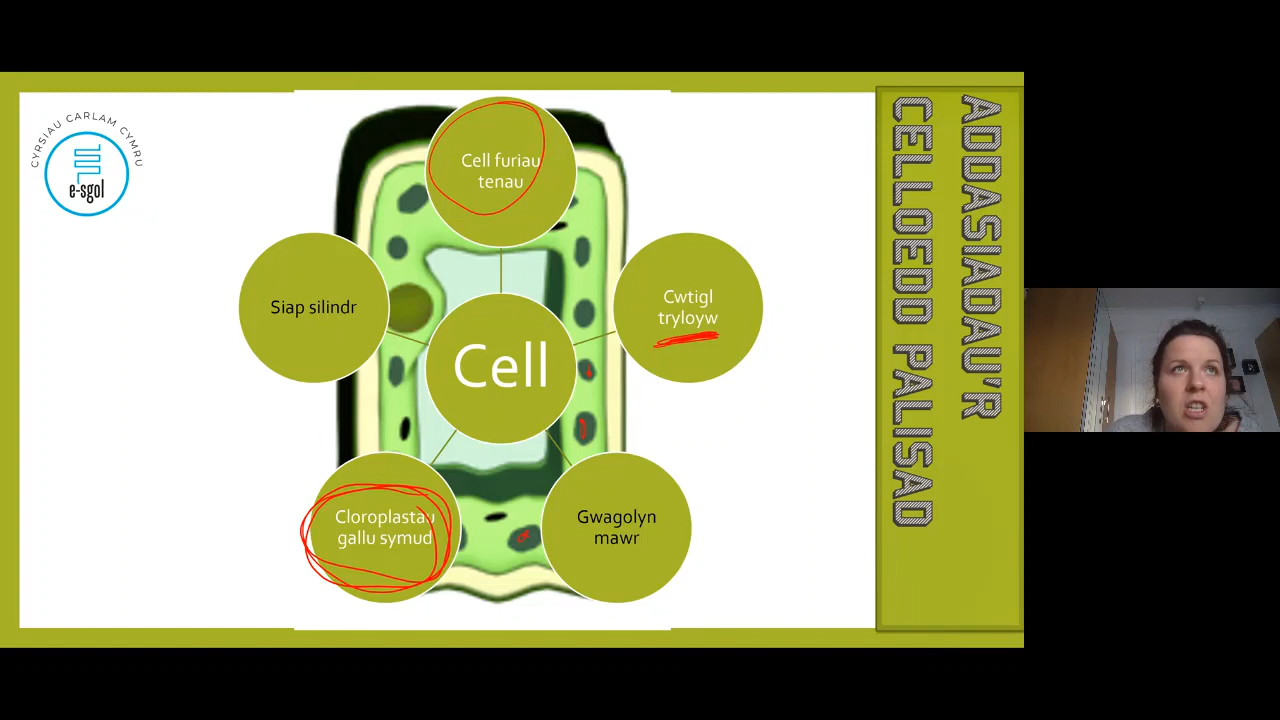 CYRSIAU CARLAM CYMRU
e-sgol
Cell furiau
tenau
Siap silindr
Cwtigl
tryloyw
Cell
Cloroplastau
gallu symud
Gwagolyn
mawr
ADDASIADAU'R
CELLOEDD PALISAD